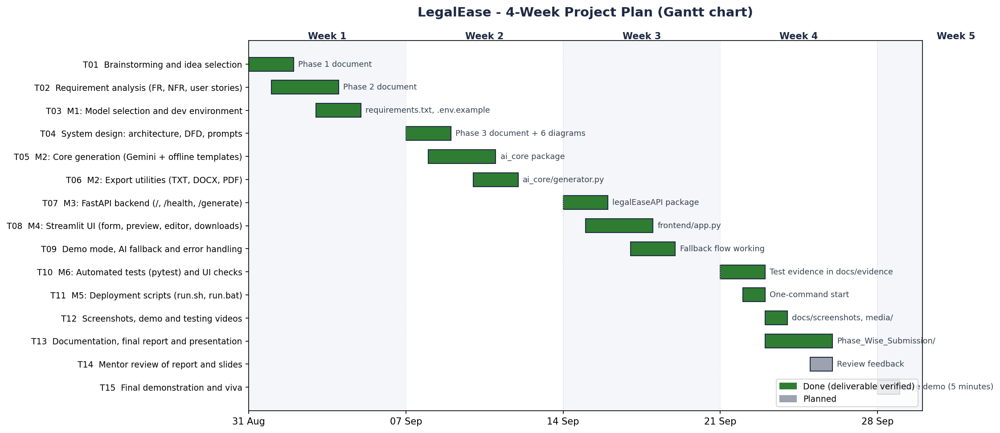 LegalEase - 4-Week Project Plan (Gantt chart)
Week 1 Week 2 Week 3 Week 4 Week 5
T01 Brainstorming and idea selection Phase 1 document
T02 Requirement analysis (FR, NFR, user stories) Phase 2 document
T03 M1: Model selection and dev environment requirements.txt, .env.example
T04 System design: architecture, DFD, prompts Phase 3 document + 6 diagrams
T05 M2: Core generation (Gemini + offline templates) ai_core package
T06 M2: Export utilities (TXT, DOCX, PDF) ai_core/generator.py
T07 M3: FastAPI backend (/, /health, /generate) legalEaseAPI package
T08 M4: Streamlit UI (form, preview, editor, downloads) frontend/app.py
T09 Demo mode, AI fallback and error handling Fallback flow working
T10 M6: Automated tests (pytest) and UI checks Test evidence in docs/evidence
T11 M5: Deployment scripts (run.sh, run.bat) One-command start
T12 Screenshots, demo and testing videos docs/screenshots, media/
T13 Documentation, final report and presentation Phase_Wise_Submission/
T14 Mentor review of report and slides Review feedback
T15 Final demonstration and viva demo (5 minutes)
Done (deliverable verified)
Planned
31 Aug 07 Sep 14 Sep 21 Sep 28 Sep